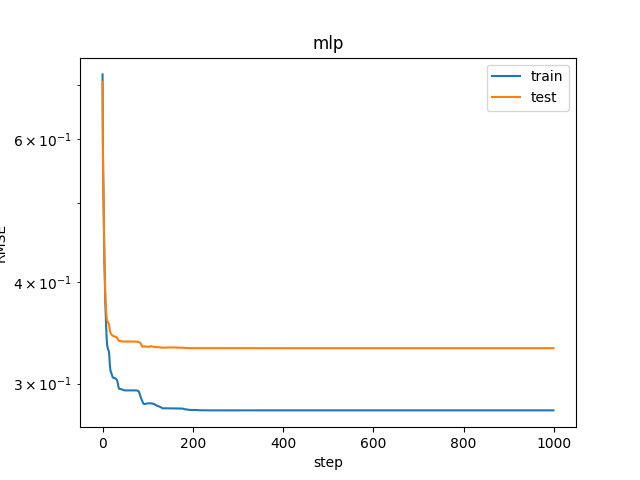 mlp
train
test
6 × 10⁻¹
4 × 10⁻¹
3 × 10⁻¹
RMSE
0 200 400 600 800 1000
step